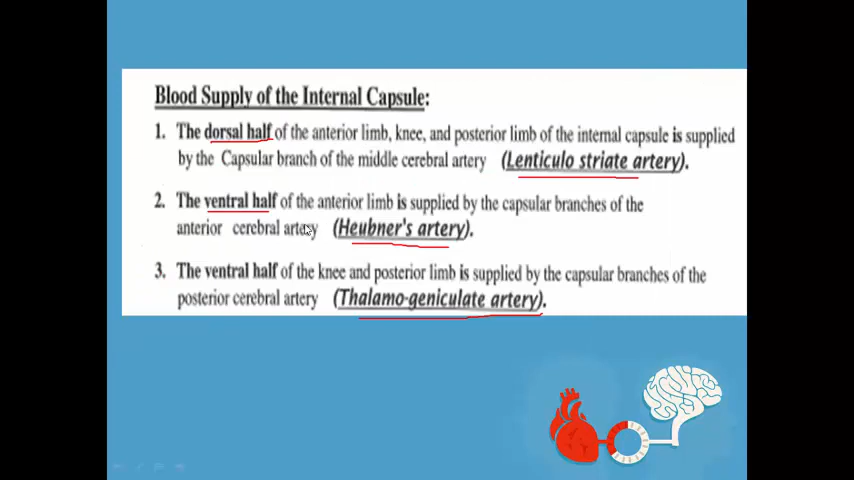 Blood Supply of the Internal Capsule:
1. The dorsal half of the anterior limb, knee, and posterior limb of the internal capsule is supplied
by the Capsular branch of the middle cerebral artery (Lenticulo striate artery).
2. The ventral half of the anterior limb is supplied by the capsular branches of the
anterior cerebral artery (Heubner's artery).
3. The ventral half of the knee and posterior limb is supplied by the capsular branches of the
posterior cerebral artery (Thalamo-geniculate artery).